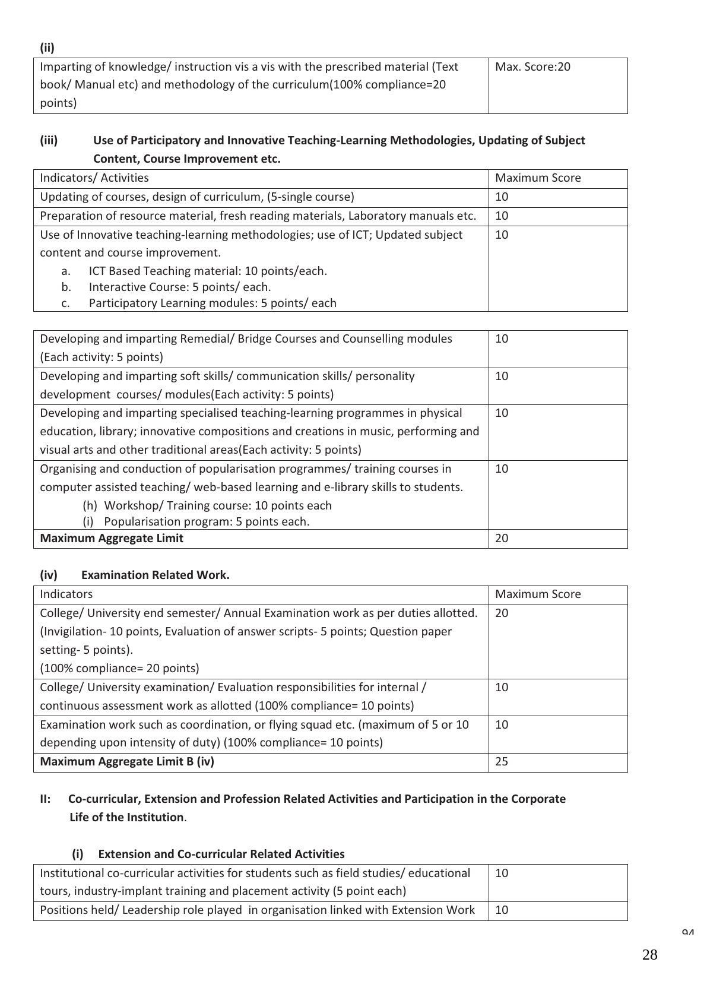 (ii)
Imparting of knowledge/ instruction vis a vis with the prescribed material (Text
book/ Manual etc) and methodology of the curriculum(100% compliance=20
points)
Max. Score:20
(iii) Use of Participatory and Innovative Teaching-Learning Methodologies, Updating of Subject
Content, Course Improvement etc.
Indicators/ Activities Maximum Score
Updating of courses, design of curriculum, (5-single course) 10
Preparation of resource material, fresh reading materials, Laboratory manuals etc. 10
Use of Innovative teaching-learning methodologies; use of ICT; Updated subject 10
content and course improvement.
a. ICT Based Teaching material: 10 points/each.
b. Interactive Course: 5 points/ each.
c. Participatory Learning modules: 5 points/ each
Developing and imparting Remedial/ Bridge Courses and Counselling modules 10
(Each activity: 5 points)
Developing and imparting soft skills/ communication skills/ personality 10
development courses/ modules(Each activity: 5 points)
Developing and imparting specialised teaching-learning programmes in physical 10
education, library; innovative compositions and creations in music, performing and
visual arts and other traditional areas(Each activity: 5 points)
Organising and conduction of popularisation programmes/ training courses in 10
computer assisted teaching/ web-based learning and e-library skills to students.
(h) Workshop/ Training course: 10 points each
(i) Popularisation program: 5 points each.
Maximum Aggregate Limit 20
(iv) Examination Related Work.
Indicators Maximum Score
College/ University end semester/ Annual Examination work as per duties allotted. 20
(Invigilation- 10 points, Evaluation of answer scripts- 5 points; Question paper
setting- 5 points).
(100% compliance= 20 points)
College/ University examination/ Evaluation responsibilities for internal / 10
continuous assessment work as allotted (100% compliance= 10 points)
Examination work such as coordination, or flying squad etc. (maximum of 5 or 10 10
depending upon intensity of duty) (100% compliance= 10 points)
Maximum Aggregate Limit B (iv) 25
II: Co-curricular, Extension and Profession Related Activities and Participation in the Corporate
Life of the Institution.
(i) Extension and Co-curricular Related Activities
Institutional co-curricular activities for students such as field studies/ educational 10
tours, industry-implant training and placement activity (5 point each)
Positions held/ Leadership role played in organisation linked with Extension Work 10
28